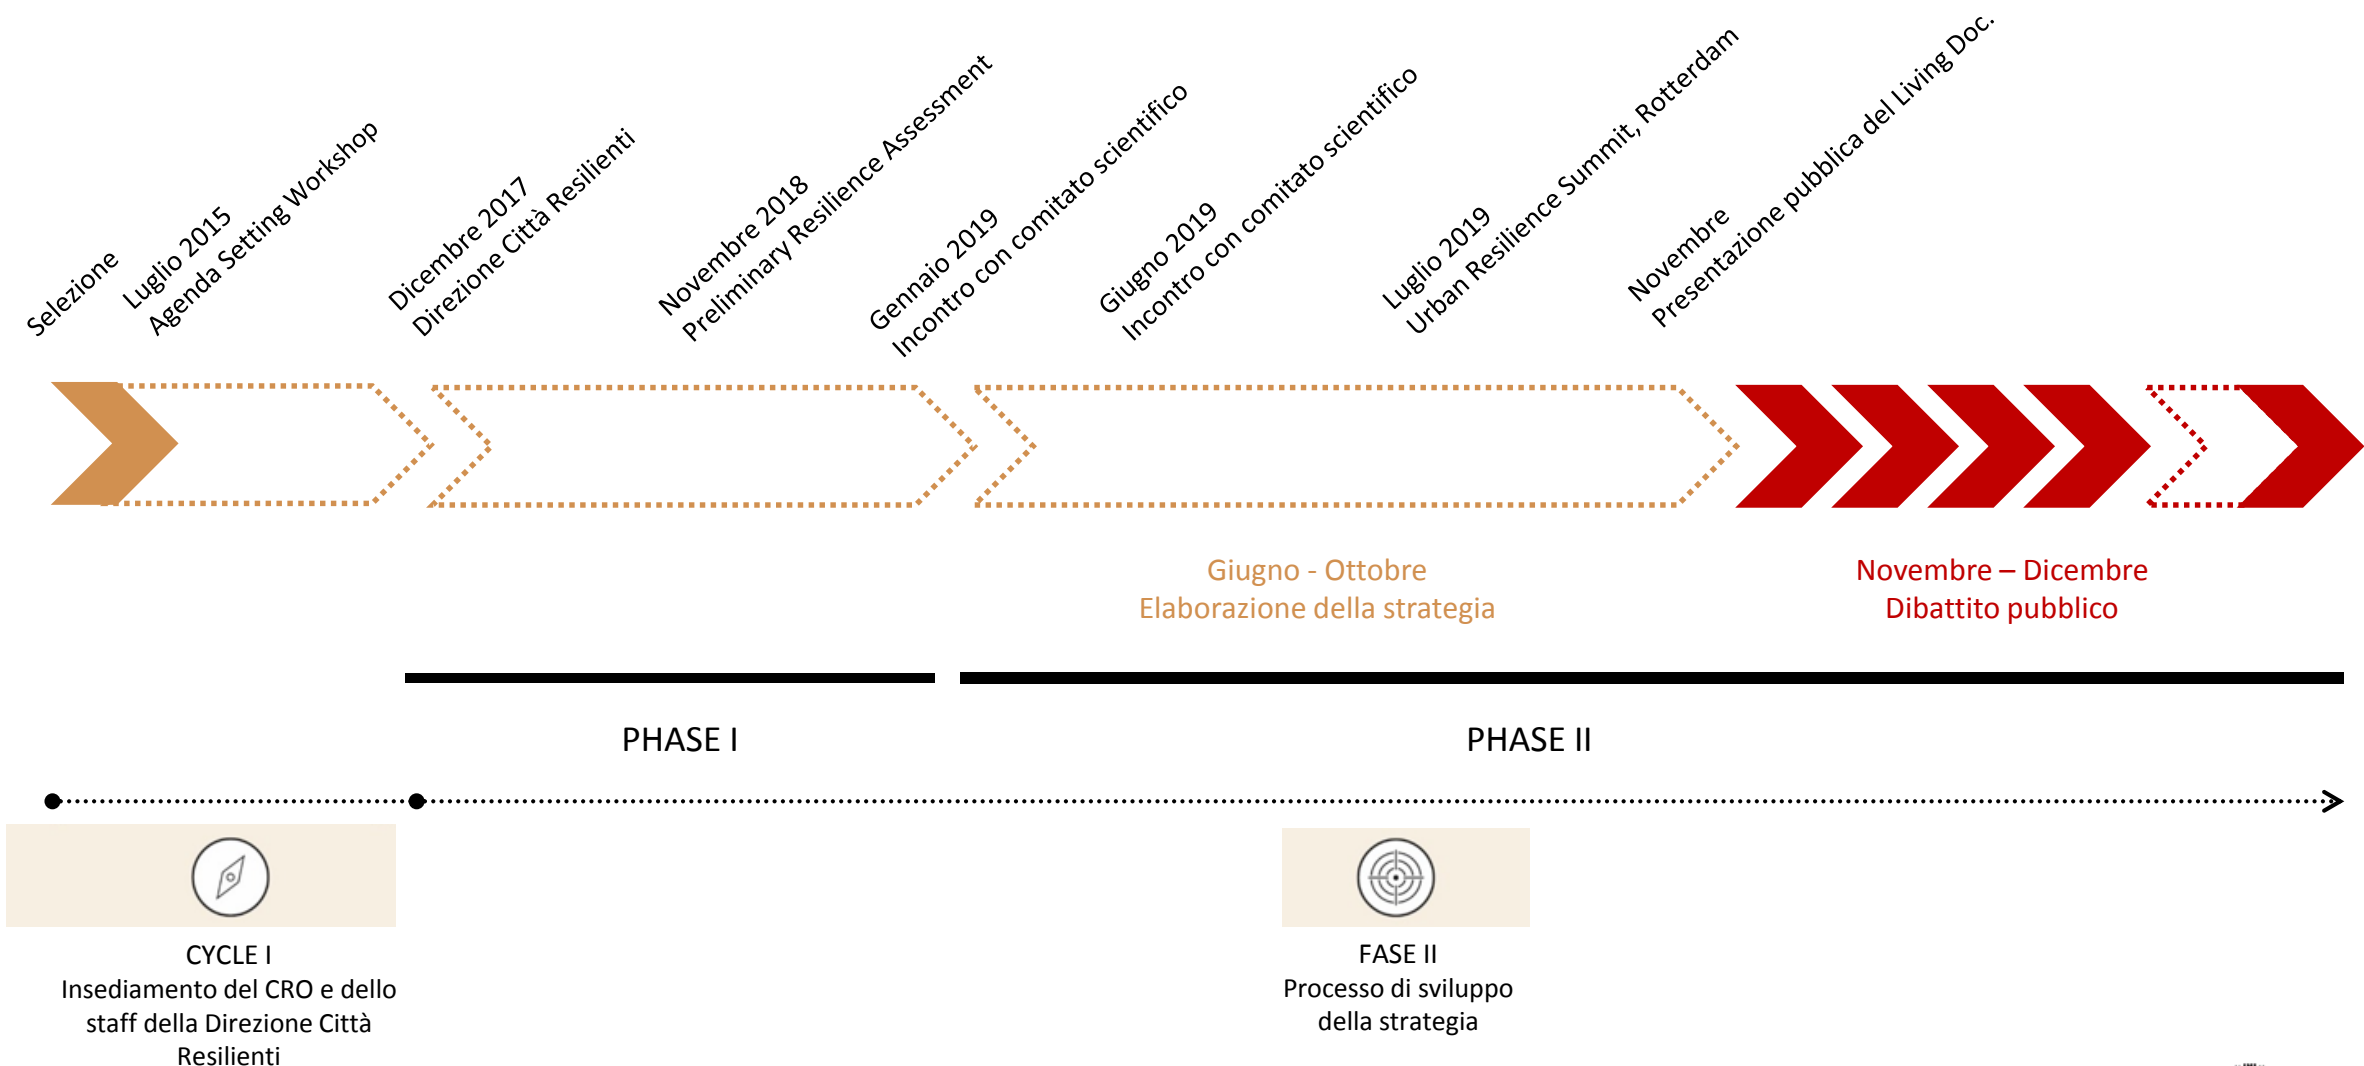 Selezione
Luglio 2015
Agenda Setting Workshop
Dicembre 2017
Direzione Città Resilienti
Novembre 2018
Preliminary Resilience Assessment
Gennaio 2019
Incontro con comitato scientifico
Giugno 2019
Incontro con comitato scientifico
Luglio 2019
Urban Resilience Summit, Rotterdam
Novembre
Presentazione pubblica del Living Doc.
Giugno - Ottobre
Elaborazione della strategia
Novembre – Dicembre
Dibattito pubblico
PHASE I
PHASE II
CYCLE I
Insediamento del CRO e dello
staff della Direzione Città
Resilienti
FASE II
Processo di sviluppo
della strategia